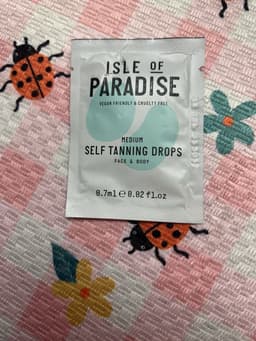 ISLE OF
PARADISE
VEGAN FRIENDLY & CRUELTY FREE
MEDIUM
SELF TANNING DROPS
FACE & BODY
0.7ml ℮ 0.02 fl.oz